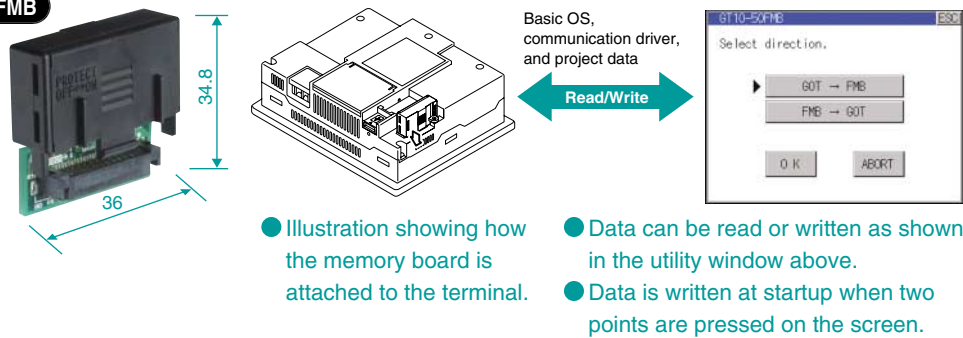 FMB
PROTECT
OFF↔ON
34.8
36
Basic OS,
communication driver,
and project data
Read/Write
GT10-50FMB
ESC
Select direction.
GOT → FMB
FMB → GOT
O K
ABORT
Illustration showing how
the memory board is
attached to the terminal.
Data can be read or written as shown
in the utility window above.
Data is written at startup when two
points are pressed on the screen.